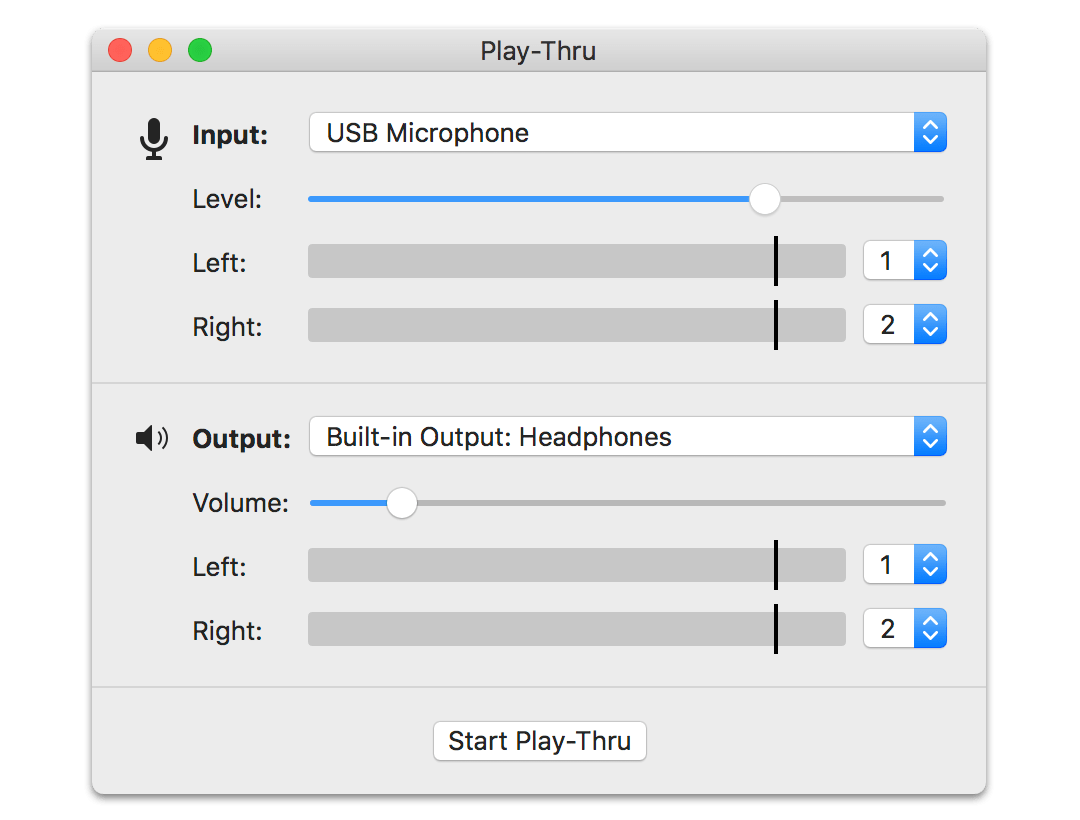 Play-Thru
Input: USB Microphone
Level:
Left: 1
Right: 2
Output: Built-in Output: Headphones
Volume:
Left: 1
Right: 2
Start Play-Thru